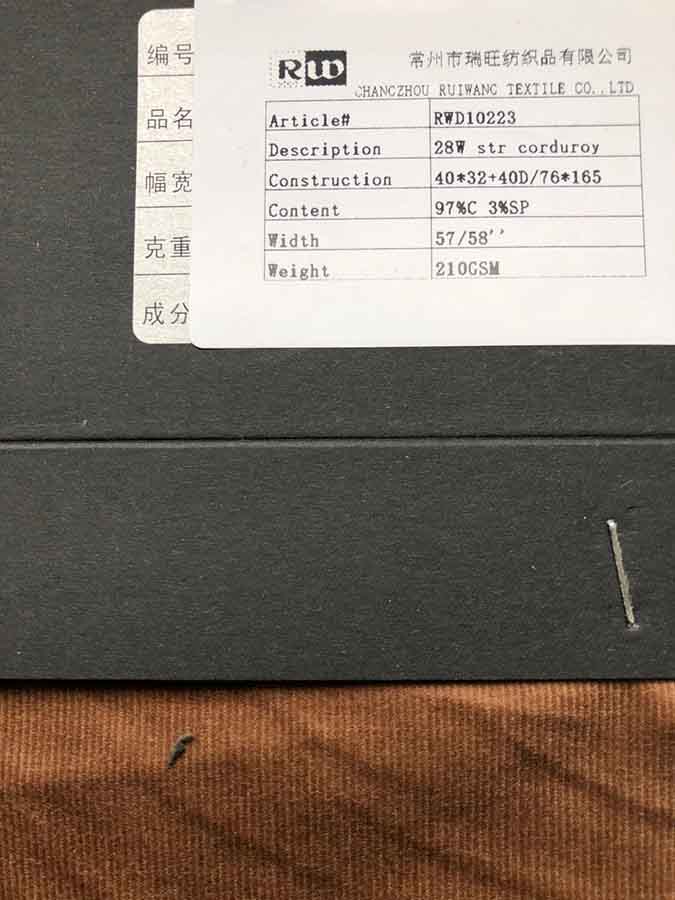 编号
品名
幅宽
克重
成分
RW 常州市瑞旺纺织品有限公司
CHANGZHOU RUIWANG TEXTILE CO.,LTD
Article# RWD10223
Description 28W str corduroy
Construction 40*32+40D/76*165
Content 97%C 3%SP
Width 57/58''
Weight 210GSM